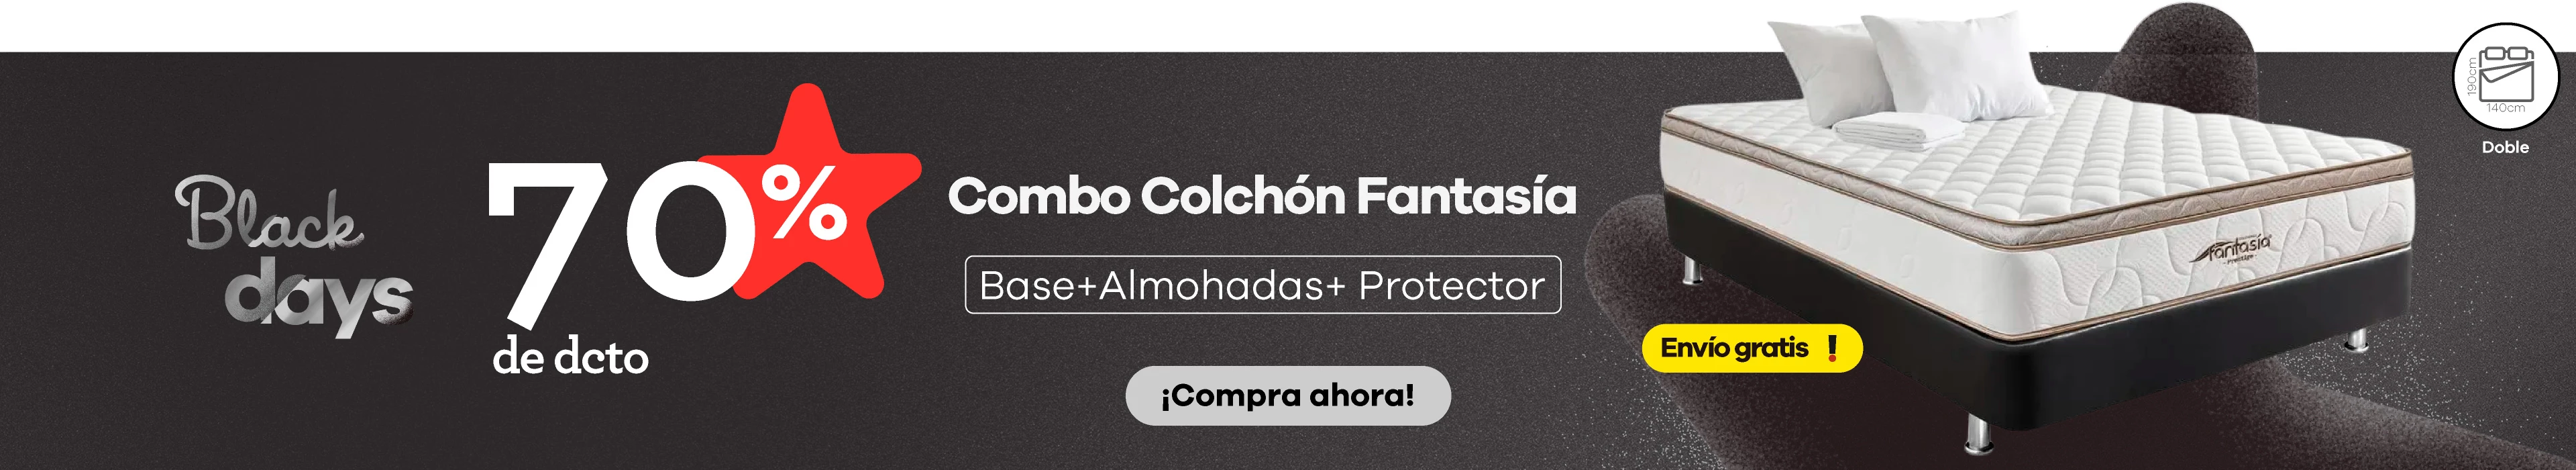 Black
days
70%
de dcto
Combo Colchón Fantasía
Base+Almohadas+ Protector
¡Compra ahora!
Envío gratis !
Fantasía
Prestige
190cm
140cm
Doble